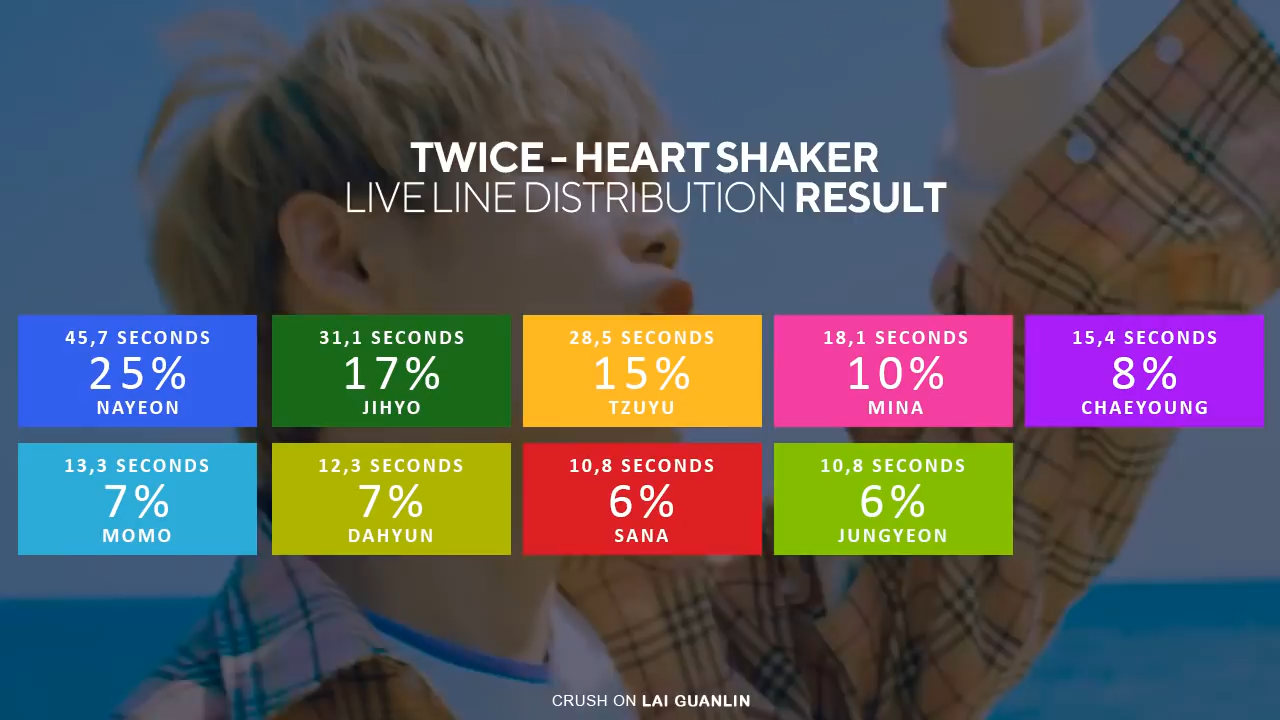 TWICE - HEART SHAKER
LIVE LINE DISTRIBUTION RESULT
45,7 SECONDS
25%
NAYEON
31,1 SECONDS
17%
JIHYO
28,5 SECONDS
15%
TZUYU
18,1 SECONDS
10%
MINA
15,4 SECONDS
8%
CHAEYOUNG
13,3 SECONDS
7%
MOMO
12,3 SECONDS
7%
DAHYUN
10,8 SECONDS
6%
SANA
10,8 SECONDS
6%
JUNGYEON
CRUSH ON LAI GUANLIN